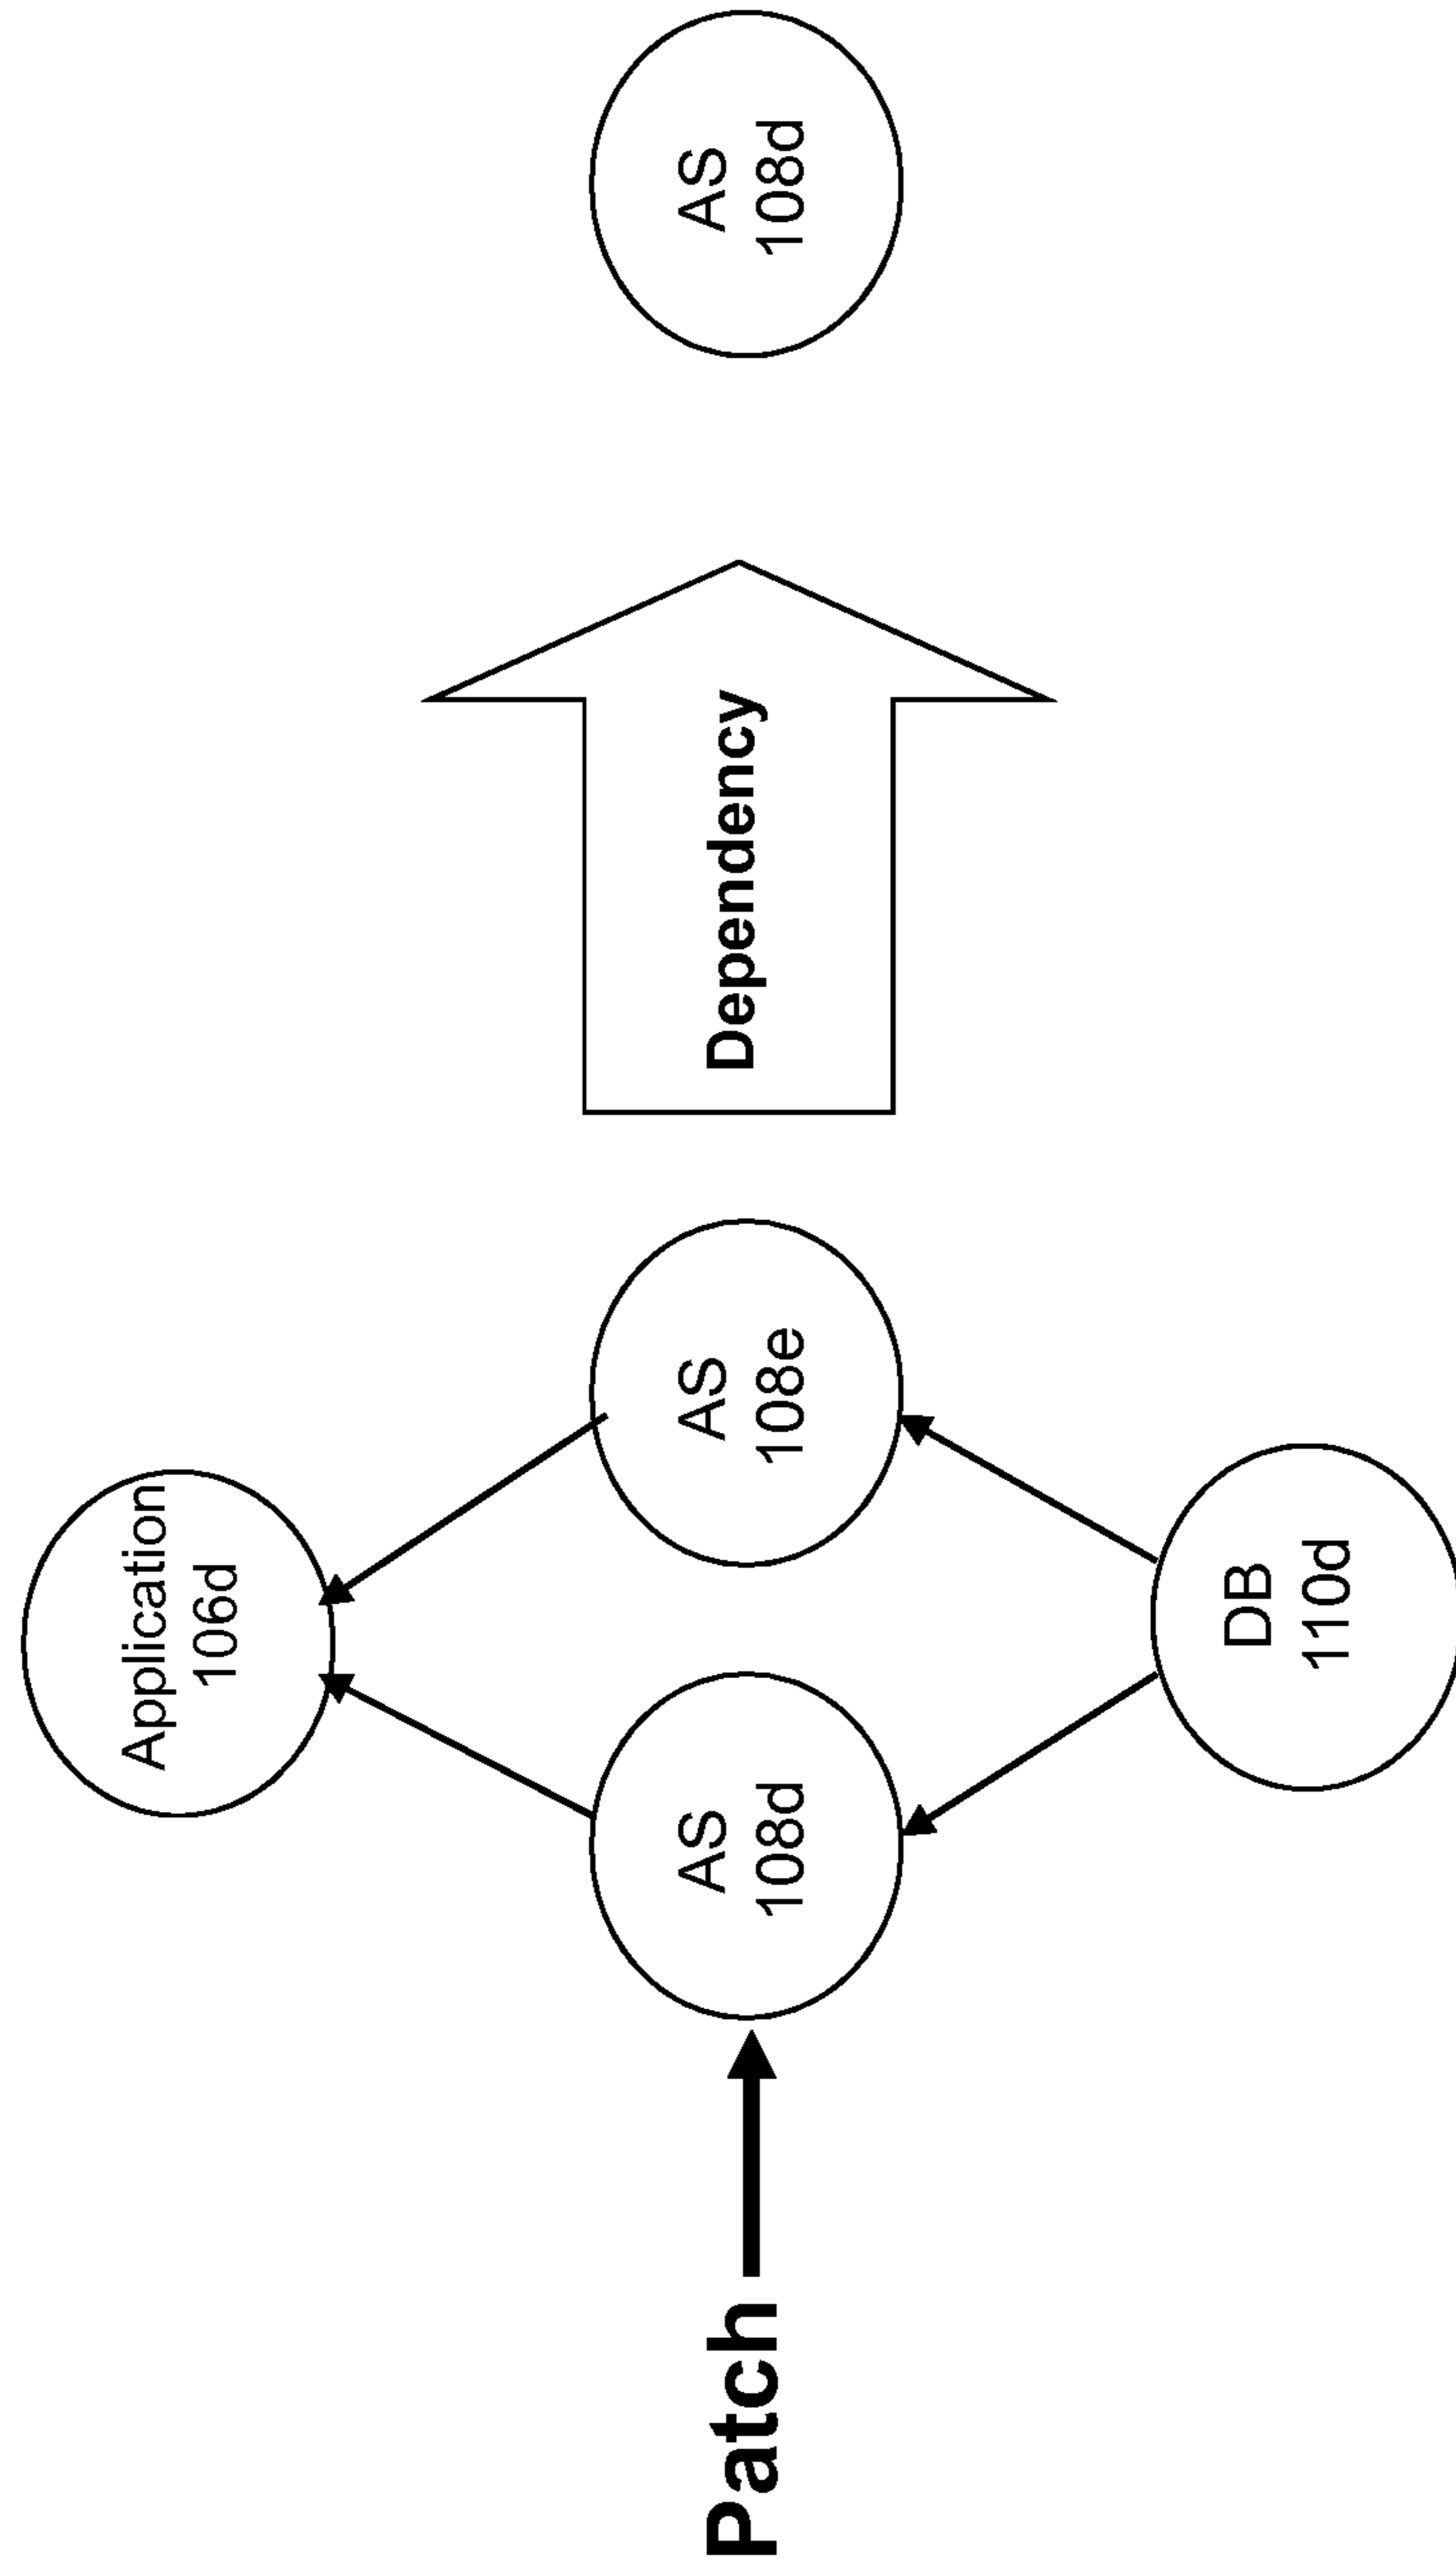 Application
106d
Patch
AS
108d
AS
108e
Dependency
AS
108d
DB
110d